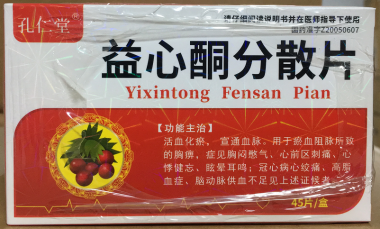 孔仁堂®
请仔细阅读说明书并在医师指导下使用
国药准字Z20050607
益心酮分散片
Yixintong Fensan Pian
【功能主治】
活血化瘀，宣通血脉。用于瘀血阻脉所致
的胸痹，症见胸闷憋气、心前区刺痛、心
悸健忘、眩晕耳鸣；冠心病心绞痛、高脂
血症、脑动脉供血不足见上述证候者。
45片/盒